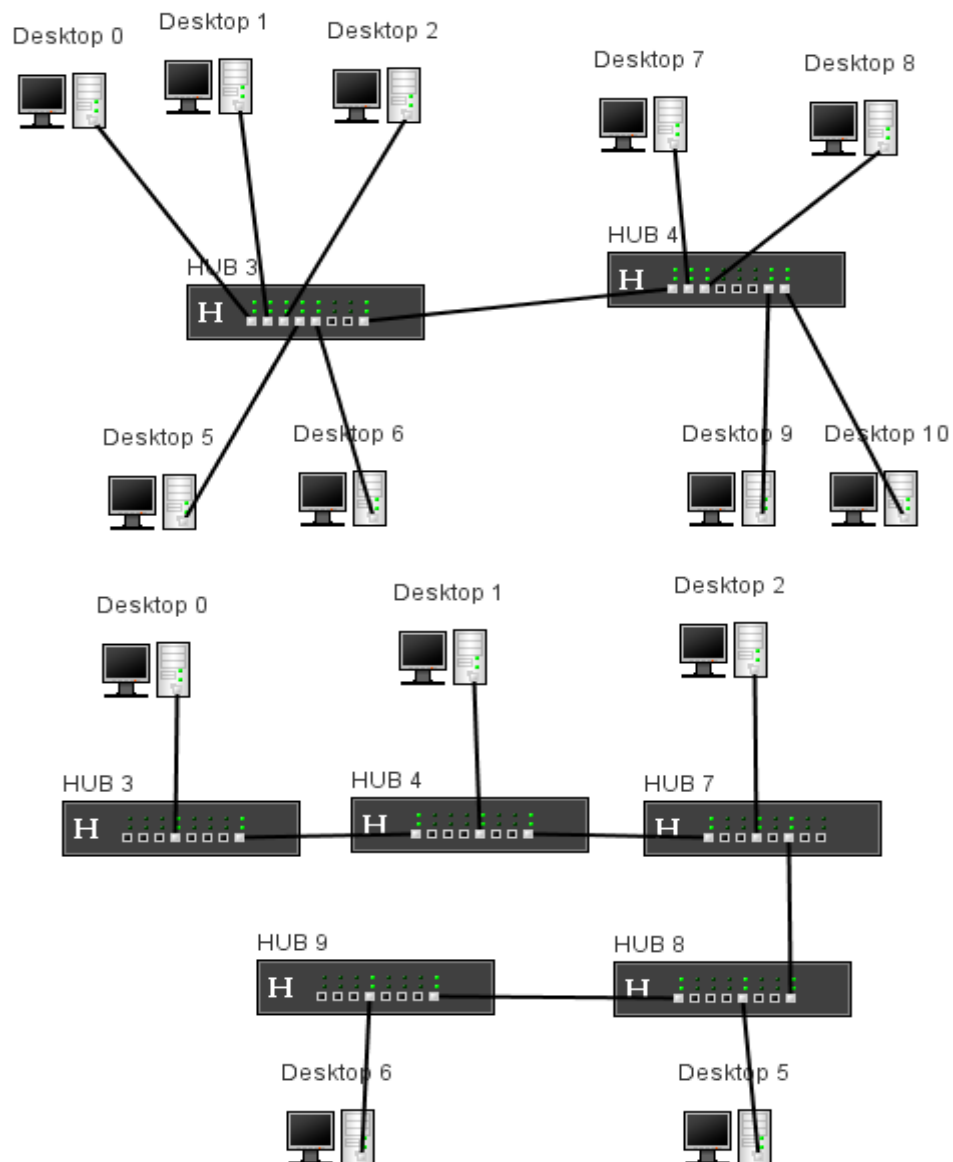 Desktop 0
Desktop 1
Desktop 2
Desktop 7
Desktop 8
HUB 3
H
HUB 4
H
Desktop 5
Desktop 6
Desktop 9
Desktop 10
Desktop 0
Desktop 1
Desktop 2
HUB 3
H
HUB 4
H
HUB 7
H
HUB 9
H
HUB 8
H
Desktop 6
Desktop 5